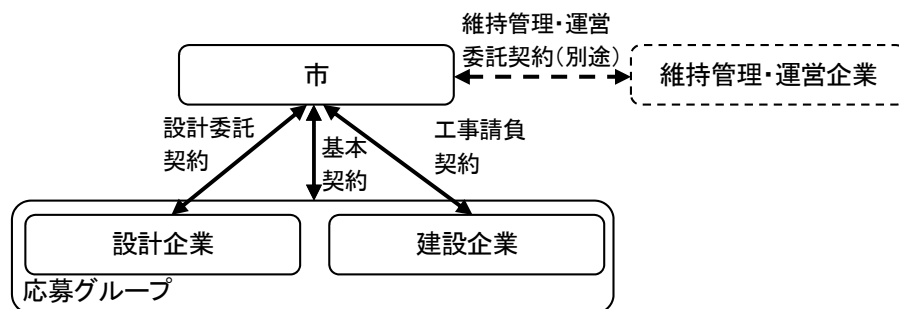 維持管理・運営
委託契約（別途）
市
維持管理・運営企業
設計委託
契約
基本
契約
工事請負
契約
設計企業
建設企業
応募グループ